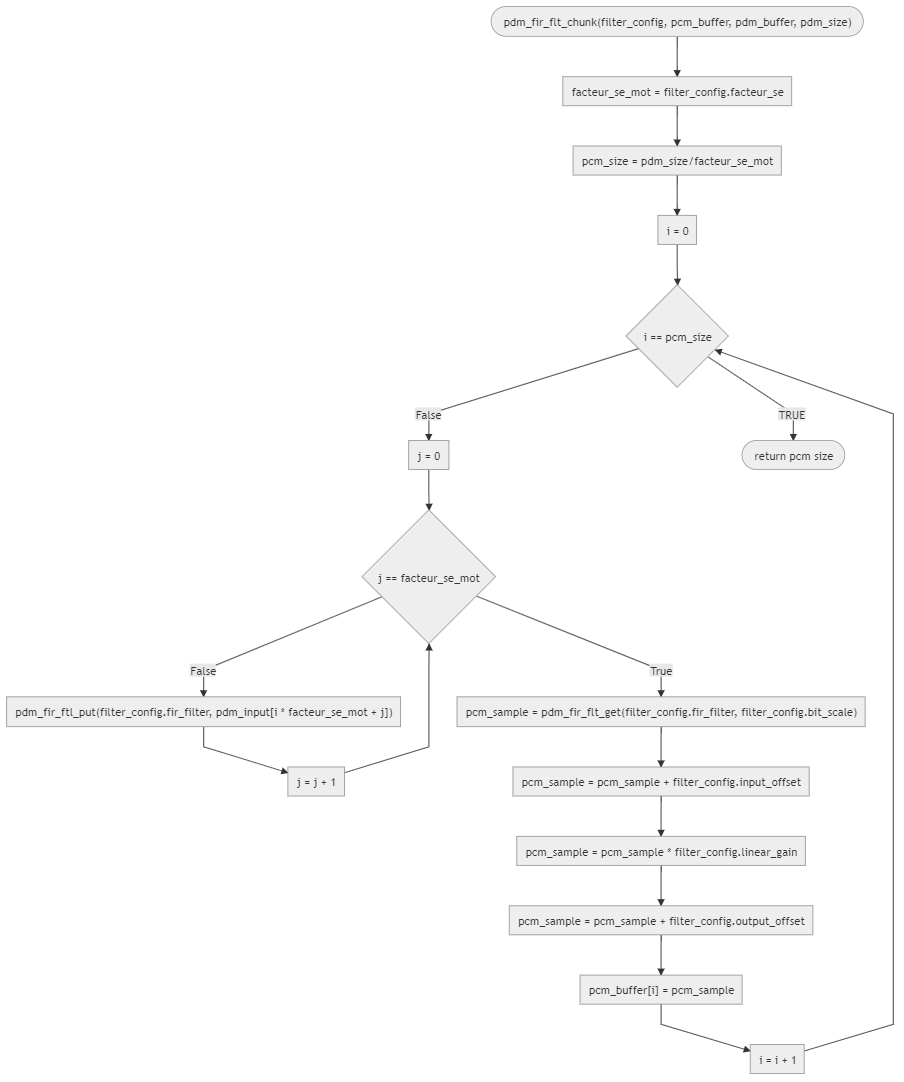 pdm_fir_flt_chunk(filter_config, pcm_buffer, pdm_buffer, pdm_size)
facteur_se_mot = filter_config.facteur_se
pcm_size = pdm_size/facteur_se_mot
i = 0
i == pcm_size
False
TRUE
j = 0
return pcm size
j == facteur_se_mot
False
True
pdm_fir_ftl_put(filter_config.fir_filter, pdm_input[i * facteur_se_mot + j])
pcm_sample = pdm_fir_flt_get(filter_config.fir_filter, filter_config.bit_scale)
j = j + 1
pcm_sample = pcm_sample + filter_config.input_offset
pcm_sample = pcm_sample * filter_config.linear_gain
pcm_sample = pcm_sample + filter_config.output_offset
pcm_buffer[i] = pcm_sample
i = i + 1